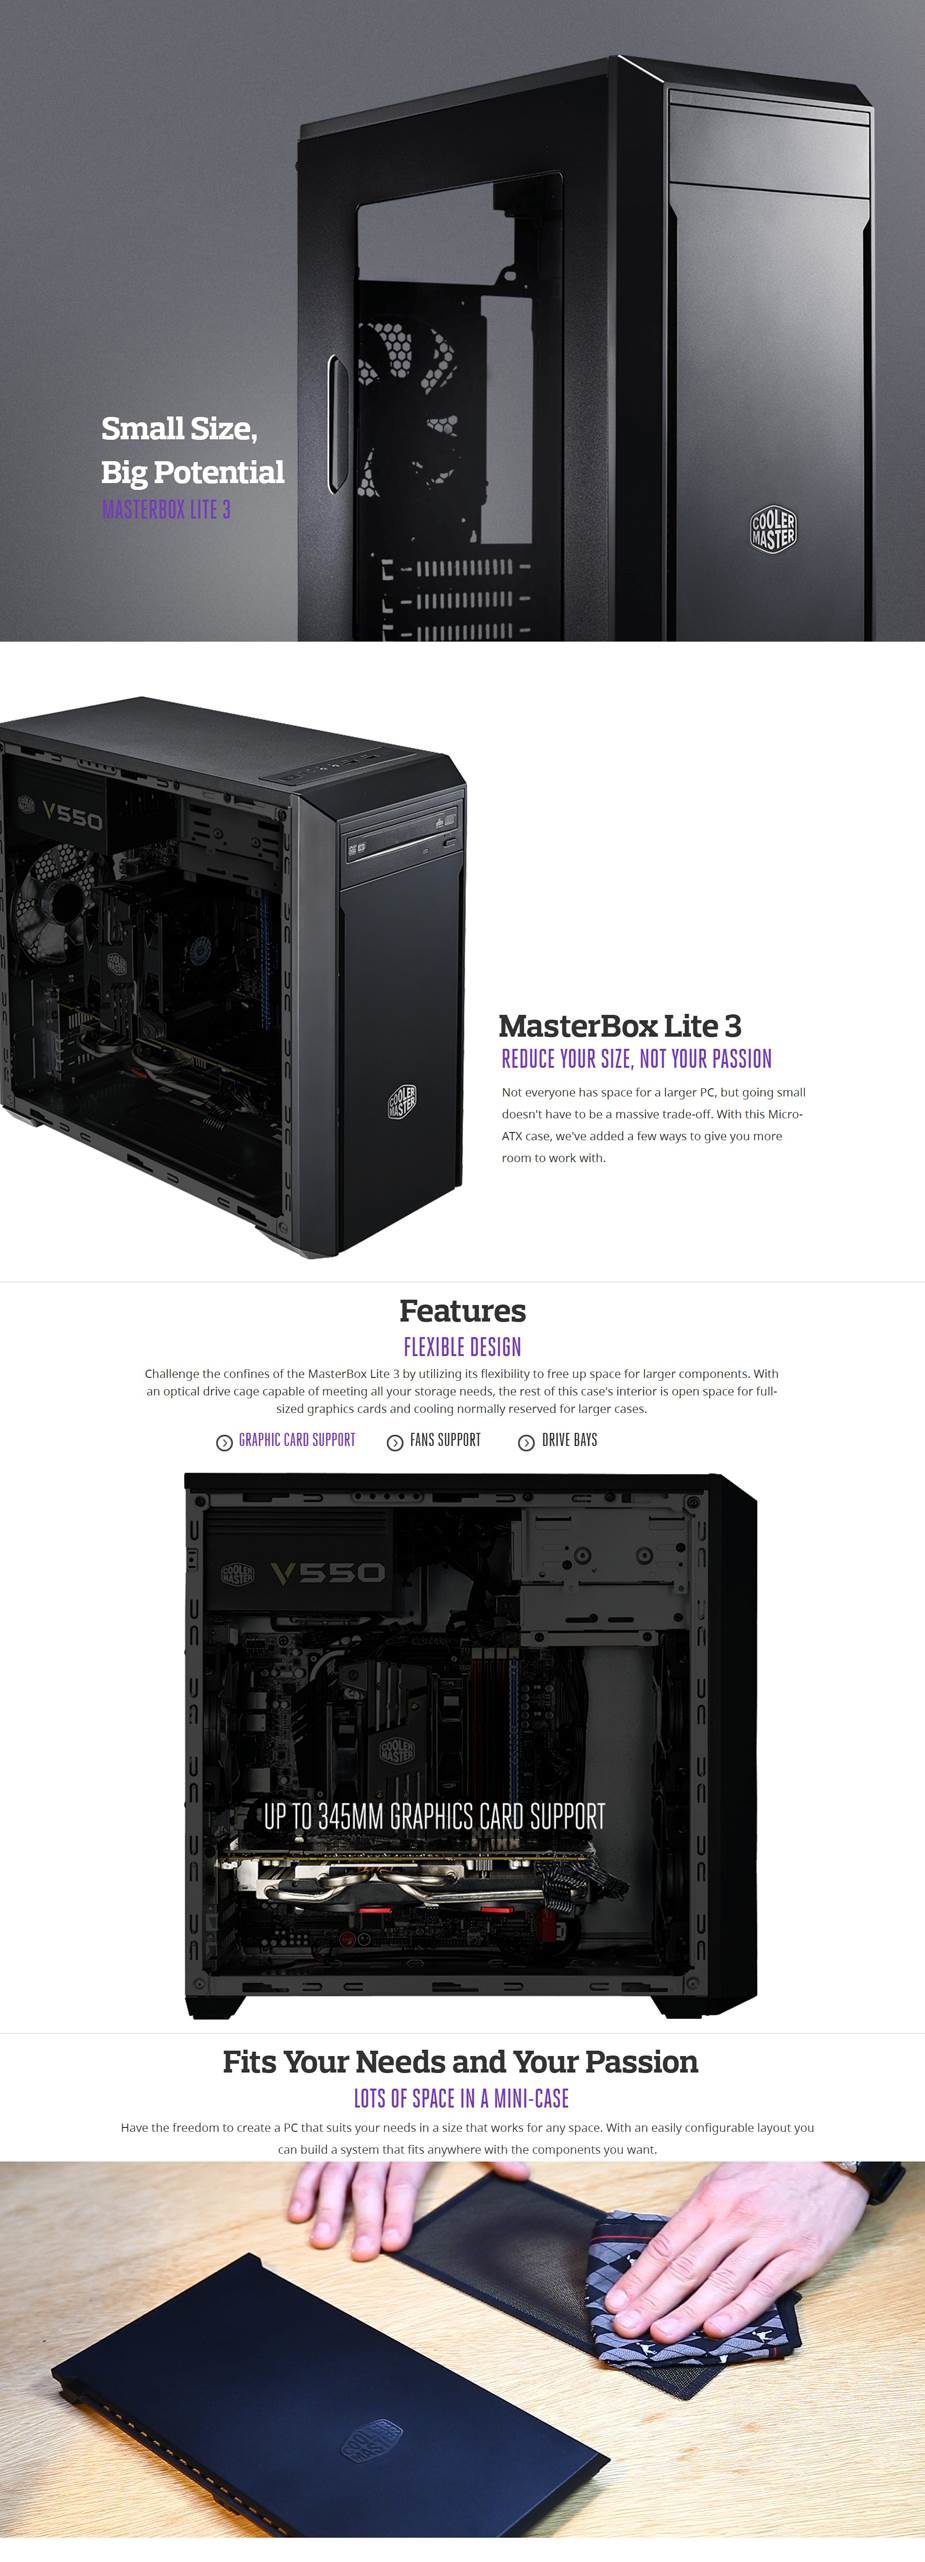 Small Size,
Big Potential
MASTERBOX LITE 3
COOLER
MASTER
V550
COOLER
MASTER
COOLER
MASTER
MasterBox Lite 3
REDUCE YOUR SIZE, NOT YOUR PASSION
Not everyone has space for a larger PC, but going small
doesn't have to be a massive trade-off. With this Micro-
ATX case, we've added a few ways to give you more
room to work with.
Features
FLEXIBLE DESIGN
Challenge the confines of the MasterBox Lite 3 by utilizing its flexibility to free up space for larger components. With
an optical drive cage capable of meeting all your storage needs, the rest of this case's interior is open space for full-
sized graphics cards and cooling normally reserved for larger cases.
GRAPHIC CARD SUPPORT
FANS SUPPORT
DRIVE BAYS
COOLER
MASTER
V550
COOLER
MASTER
UP TO 345MM GRAPHICS CARD SUPPORT
Fits Your Needs and Your Passion
LOTS OF SPACE IN A MINI-CASE
Have the freedom to create a PC that suits your needs in a size that works for any space. With an easily configurable layout you
can build a system that fits anywhere with the components you want.
COOLER
MASTER